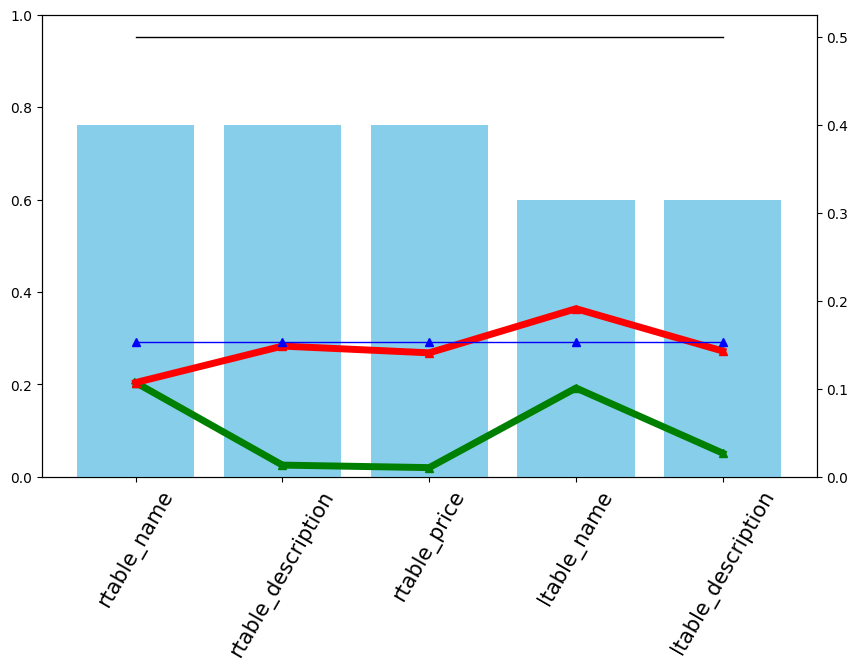 1.0
0.8
0.6
0.4
0.2
0.0
0.5
0.4
0.3
0.2
0.1
0.0
rtable_name
rtable_description
rtable_price
ltable_name
ltable_description